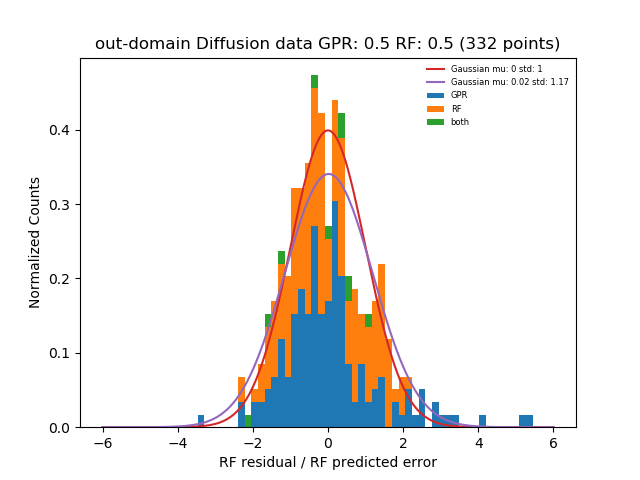 out-domain Diffusion data GPR: 0.5 RF: 0.5 (332 points)
Gaussian mu: 0 std: 1
Gaussian mu: 0.02 std: 1.17
GPR
RF
both
Normalized Counts
0.4
0.3
0.2
0.1
0.0
−6 −4 −2 0 2 4 6
RF residual / RF predicted error